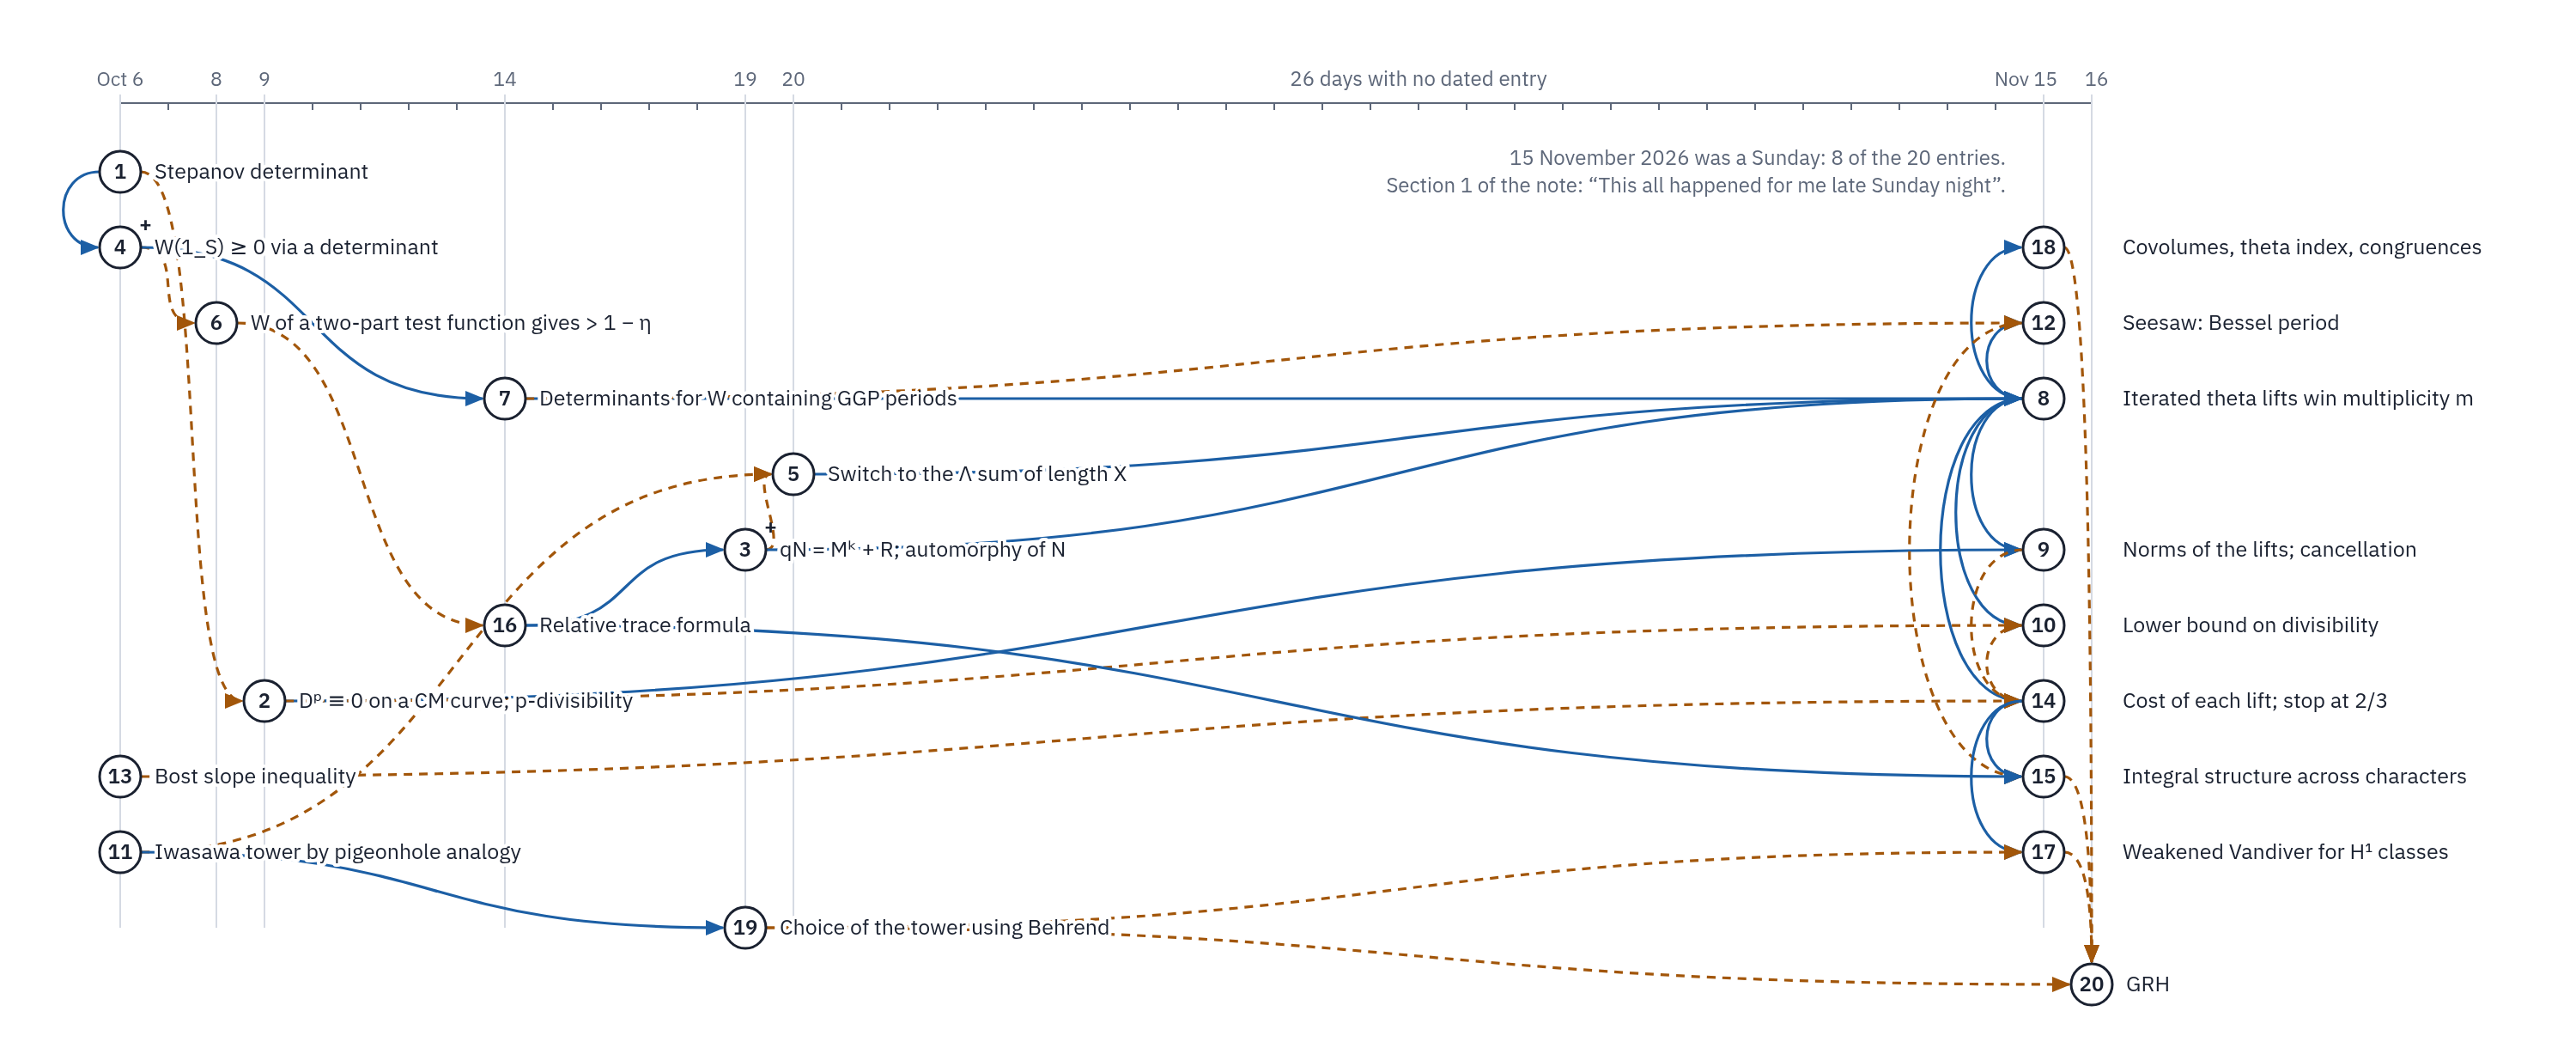 Oct 6 8 9 14 19 20 26 days with no dated entry Nov 15 16
15 November 2026 was a Sunday: 8 of the 20 entries.
Section 1 of the note: “This all happened for me late Sunday night”.
1 Stepanov determinant
+
4 W(1_S) ≥ 0 via a determinant
18 Covolumes, theta index, congruences
6 W of a two-part test function gives > 1 − η
12 Seesaw: Bessel period
7 Determinants for W containing GGP periods
8 Iterated theta lifts win multiplicity m
5 Switch to the Λ sum of length X
+
3 qN = Mᵏ + R; automorphy of N
9 Norms of the lifts; cancellation
16 Relative trace formula
10 Lower bound on divisibility
2 Dᵖ ≡ 0 on a CM curve; p-divisibility
14 Cost of each lift; stop at 2/3
13 Bost slope inequality
15 Integral structure across characters
11 Iwasawa tower by pigeonhole analogy
17 Weakened Vandiver for H¹ classes
19 Choice of the tower using Behrend
20 GRH